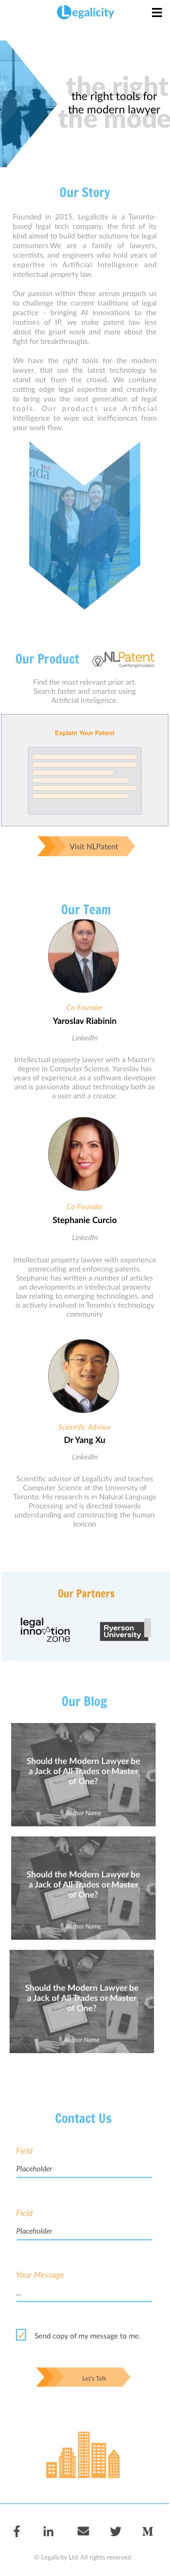 Legalicity
the right
the right tools for
the modern lawyer
the mode
Our Story
Founded in 2015, Legalicity is a Toronto-
based legal tech company, the first of its
kind aimed to build better solutions for legal
consumers.We are a family of lawyers,
scientists, and engineers who hold years of
expertise in Artificial Intelligence and
intellectual property law.
Our passion within these arenas propels us
to challenge the current traditions of legal
practice - bringing AI innovations to the
routines of IP, we make patent law less
about the grunt work and more about the
fight for breakthroughs.
We have the right tools for the modern
lawyer, that use the latest technology to
stand out from the crowd. We combine
cutting edge legal expertise and creativity
to bring you the next generation of legal
tools. Our products use Artificial
Intelligence to wipe out inefficiences from
your work flow.
ada
Our Product
NLPatent
Quantifying Innovation
Find the most relevant prior art.
Search faster and smarter using
Artificial Inteligence.
Explain Your Patent
Visit NLPatent
Our Team
Co-Founder
Yaroslav Riabinin
LinkedIn
Intellectual property lawyer with a Master's
degree in Computer Science. Yaroslav has
years of experience as a software developer
and is passionate about technology both as
a user and a creator.
Co-Founder
Stephanie Curcio
LinkedIn
Intellectual property lawyer with experience
prosecuting and enforcing patents.
Stephanie has written a number of articles
on developments in intellectual property
law relating to emerging technologies, and
is actively involved in Toronto's technology
community
Scientific Advisor
Dr Yang Xu
LinkedIn
Scientific advisor of Legalicity and teaches
Computer Science at the University of
Toronto. His research is in Natural Language
Processing and is directed towards
understanding and constructing the human
lexicon
Our Partners
legal
innovation
zone
Ryerson
University
Our Blog
Should the Modern Lawyer be
a Jack of All Trades or Master
of One?
Author Name
Should the Modern Lawyer be
a Jack of All Trades or Master
of One?
Author Name
Should the Modern Lawyer be
a Jack of All Trades or Master
of One?
Author Name
Contact Us
Field
Placeholder
Field
Placeholder
Your Message
...
Send copy of my message to me.
Let's Talk
© Legalicity Ltd. All rights reserved.